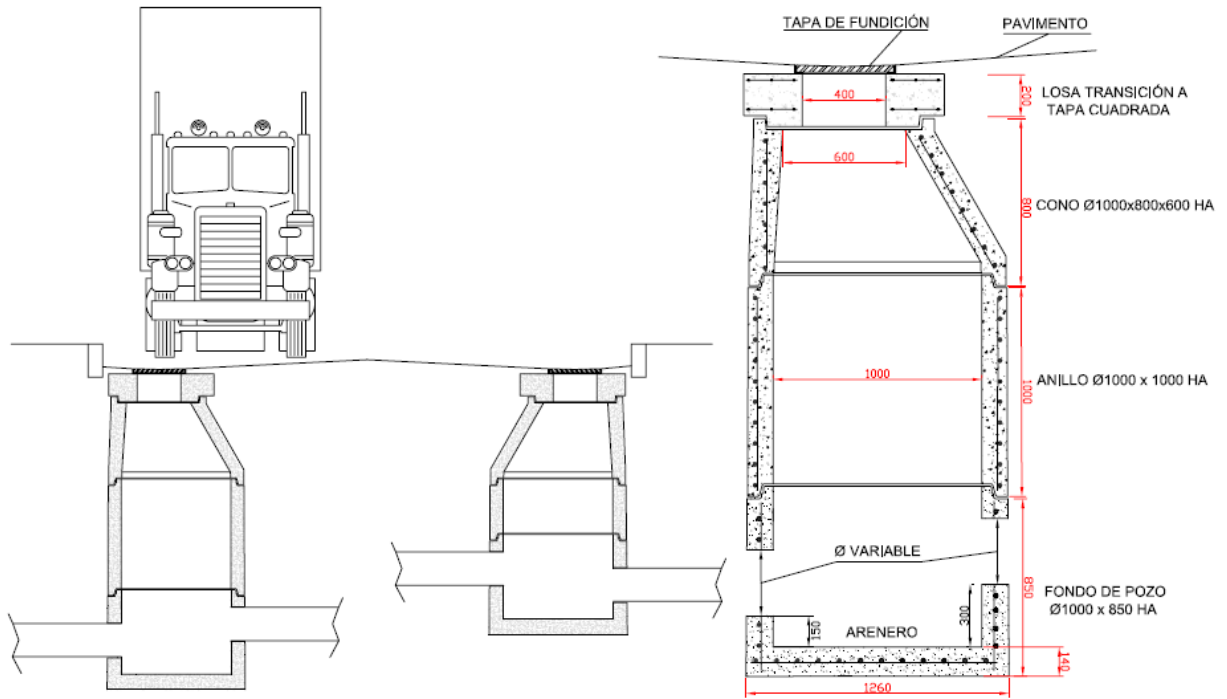 TAPA DE FUNDICIÓN
PAVIMENTO
400
200
LOSA TRANSICIÓN A
TAPA CUADRADA
600
800
CONO Ø1000x800x600 HA
1000
1000
ANILLO Ø1000 x 1000 HA
Ø VARIABLE
850
FONDO DE POZO
Ø1000 x 850 HA
150
ARENERO
300
140
1260